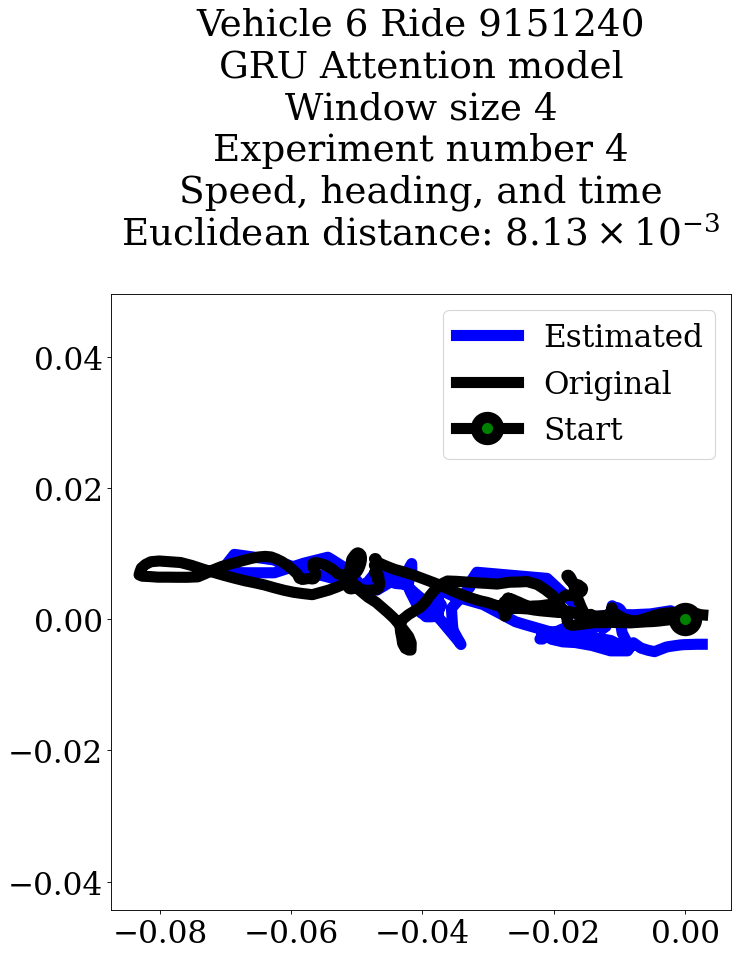 Vehicle 6 Ride 9151240
GRU Attention model
Window size 4
Experiment number 4
Speed, heading, and time
Euclidean distance: 8.13 × 10⁻³
Estimated
Original
Start
0.04
0.02
0.00
−0.02
−0.04
−0.08 −0.06 −0.04 −0.02 0.00